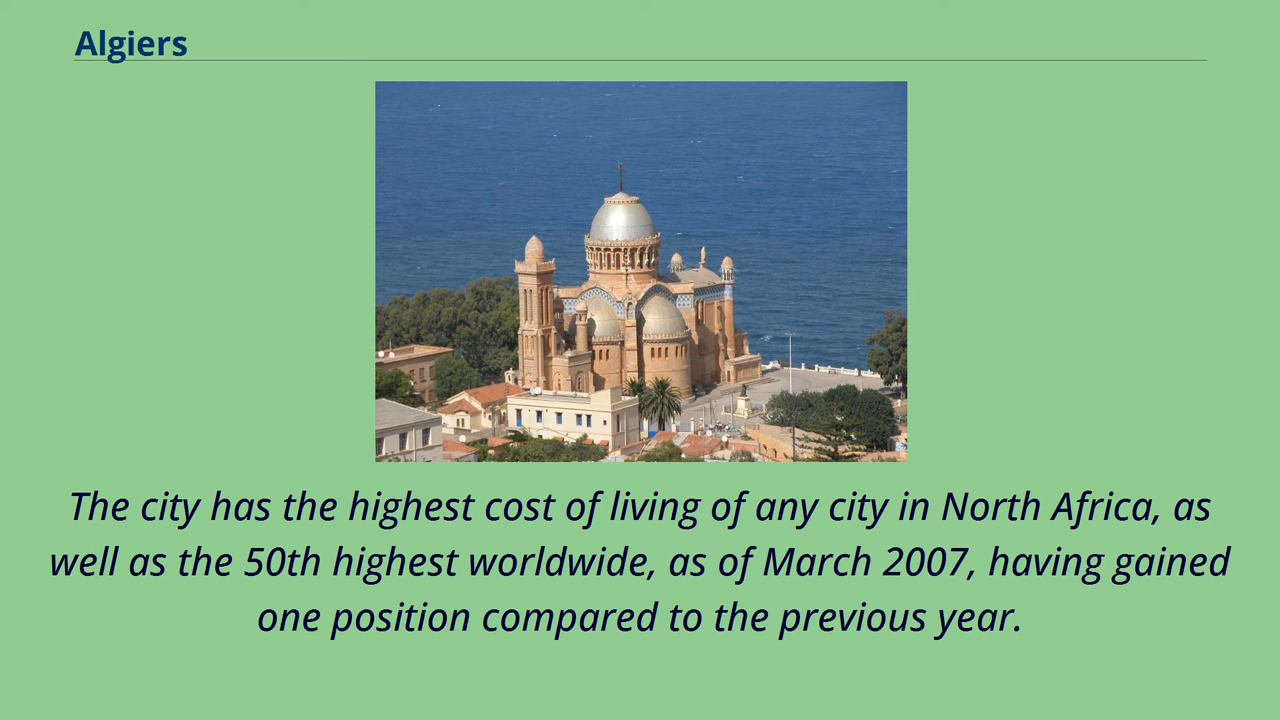 Algiers
The city has the highest cost of living of any city in North Africa, as
well as the 50th highest worldwide, as of March 2007, having gained
one position compared to the previous year.